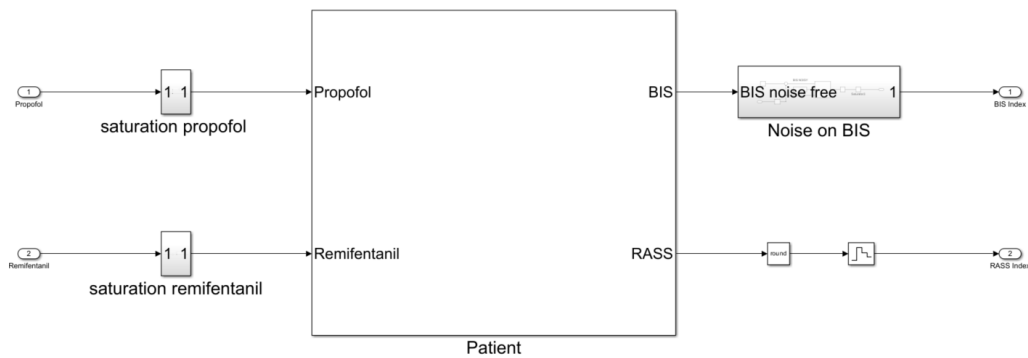 1
Propofol
1 1
saturation propofol
Propofol
BIS
BIS noise free
1
Noise on BIS
1
BIS Index
2
Remifentanil
1 1
saturation remifentanil
Remifentanil
RASS
round
2
RASS Index
Patient